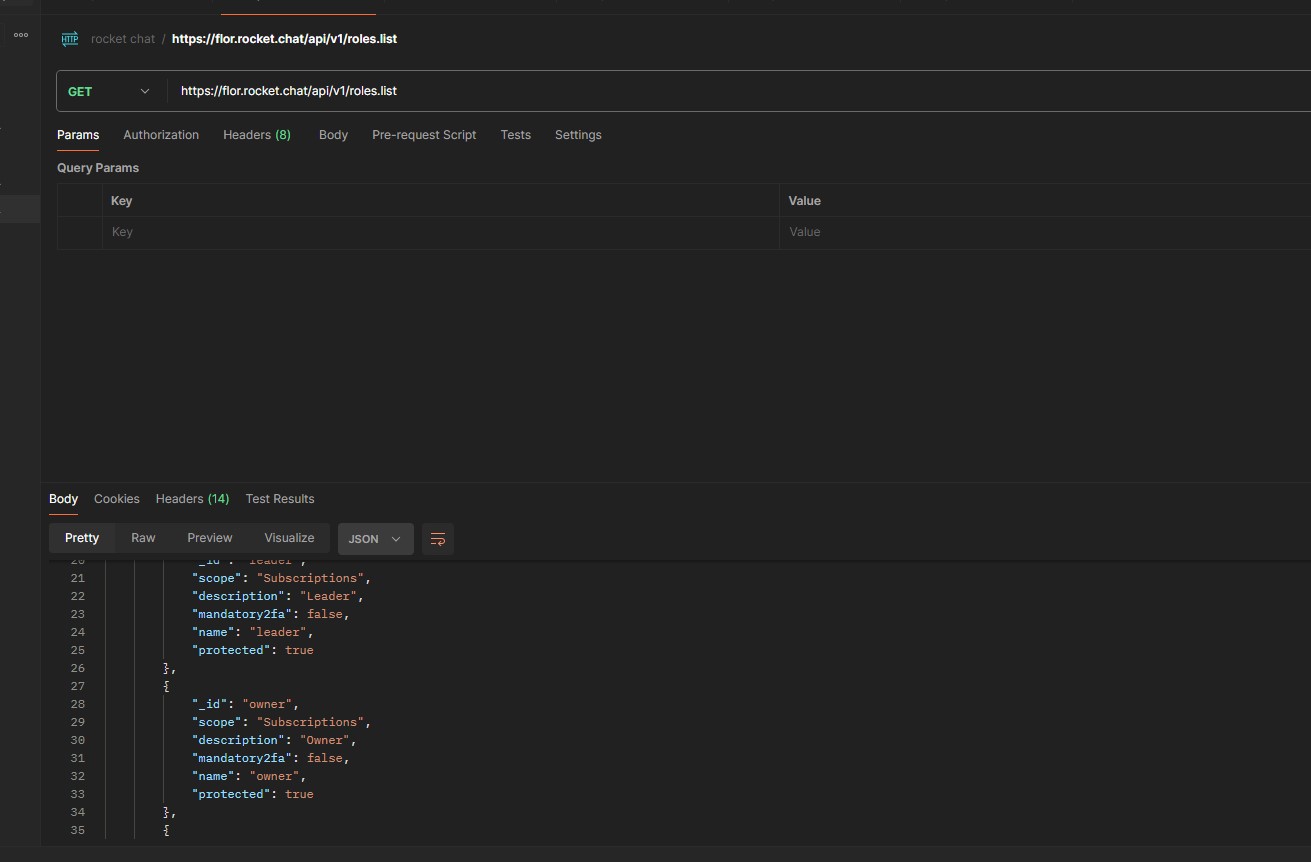 rocket chat / https://flor.rocket.chat/api/v1/roles.list
GET https://flor.rocket.chat/api/v1/roles.list
Params Authorization Headers (8) Body Pre-request Script Tests Settings
Query Params
Key Value
Key Value
Body Cookies Headers (14) Test Results
Pretty Raw Preview Visualize JSON
20 "_id": "leader",
21 "scope": "Subscriptions",
22 "description": "Leader",
23 "mandatory2fa": false,
24 "name": "leader",
25 "protected": true
26 },
27 {
28 "_id": "owner",
29 "scope": "Subscriptions",
30 "description": "Owner",
31 "mandatory2fa": false,
32 "name": "owner",
33 "protected": true
34 },
35 {